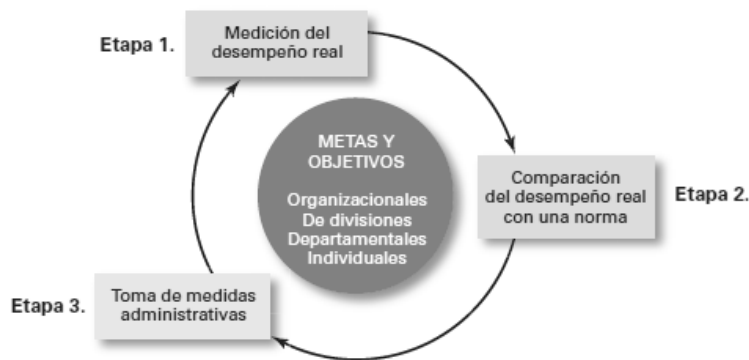 Etapa 1.
Medición del
desempeño real
METAS Y
OBJETIVOS
Organizacionales
De divisiones
Departamentales
Individuales
Comparación
del desempeño real
con una norma
Etapa 2.
Etapa 3.
Toma de medidas
administrativas